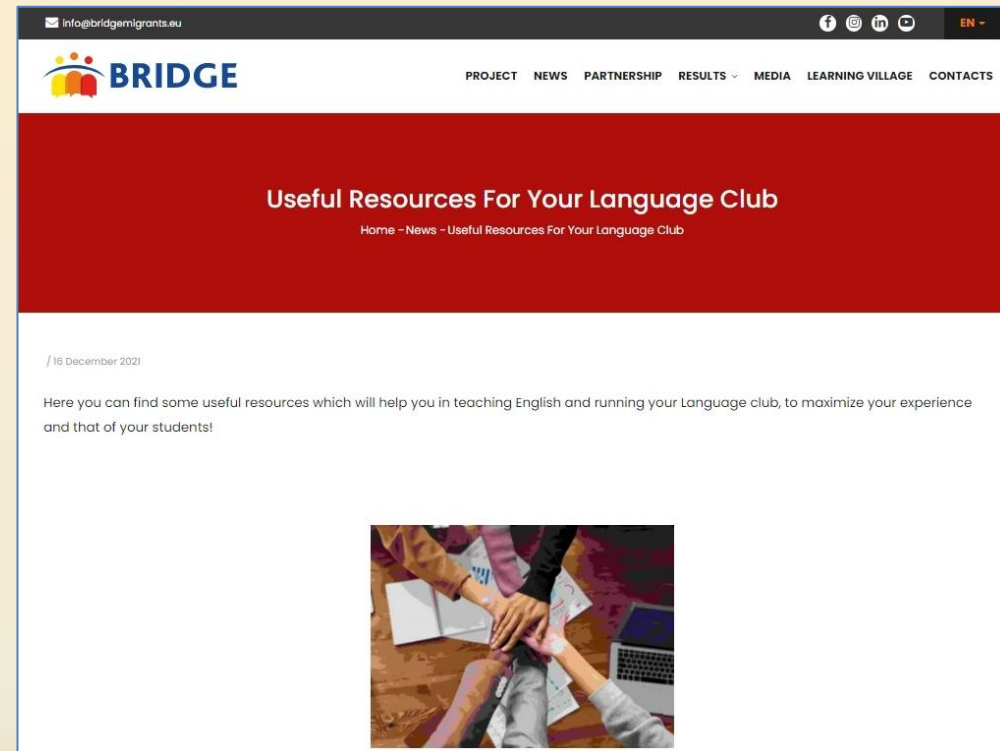 info@bridgemigrants.eu
EN
BRIDGE
PROJECT NEWS PARTNERSHIP RESULTS MEDIA LEARNING VILLAGE CONTACTS
Useful Resources For Your Language Club
Home - News - Useful Resources For Your Language Club
/ 16 December 2021
Here you can find some useful resources which will help you in teaching English and running your Language club, to maximize your experience
and that of your students!